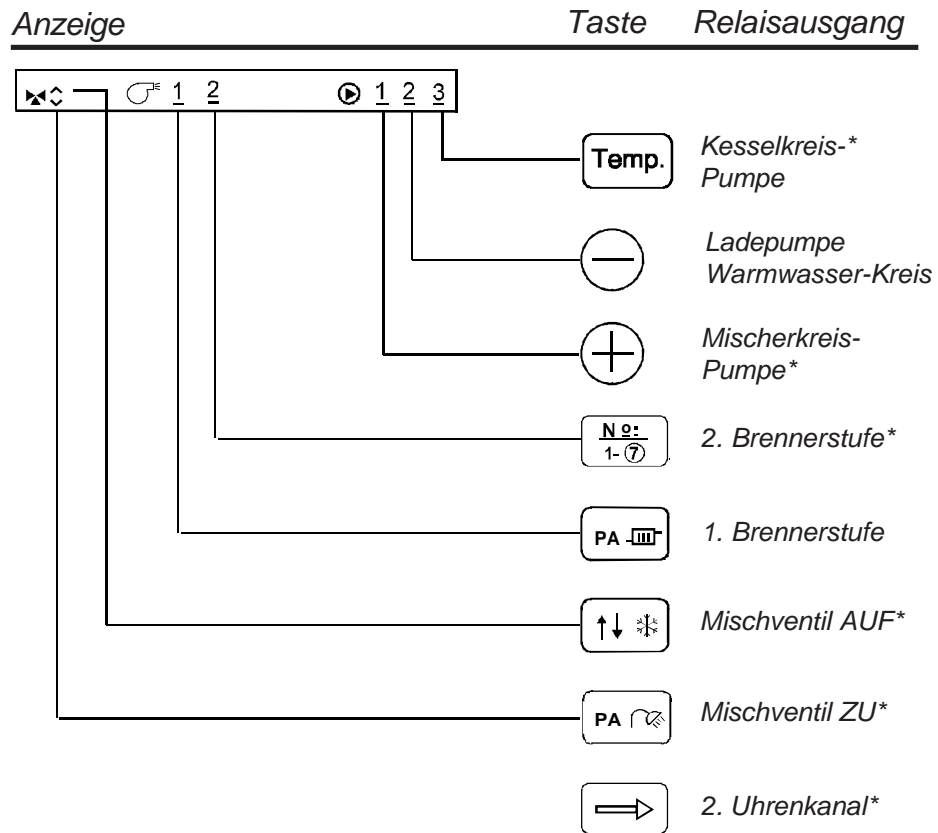 Anzeige Taste Relaisausgang
1 2 1 2 3
Temp. Kesselkreis-*
Pumpe
Ladepumpe
Warmwasser-Kreis
Mischerkreis-
Pumpe*
N º:
1- ⑦
2. Brennerstufe*
PA 1. Brennerstufe
Mischventil AUF*
PA Mischventil ZU*
2. Uhrenkanal*